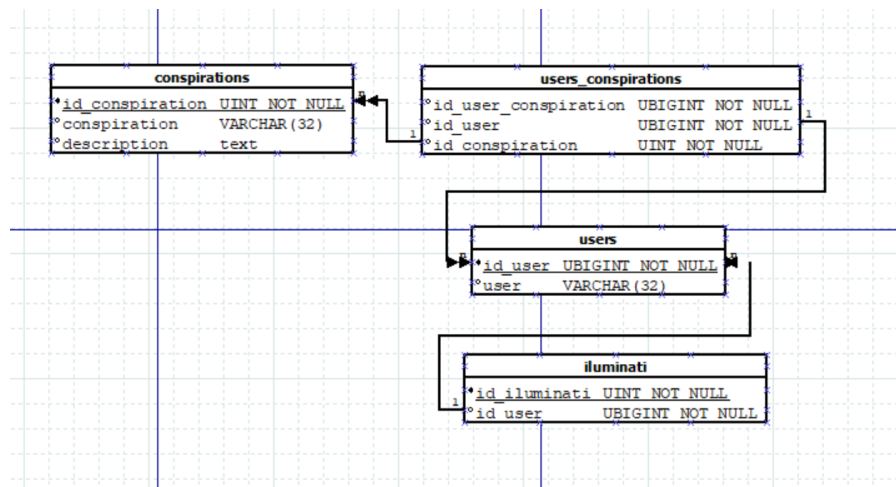 conspirations
id_conspiration UINT NOT NULL
conspiration VARCHAR(32)
description text
n
1
users_conspirations
id_user_conspiration UBIGINT NOT NULL
id_user UBIGINT NOT NULL
id_conspiration UINT NOT NULL
1
users
n
id_user UBIGINT NOT NULL
n
user VARCHAR(32)
iluminati
id_iluminati UINT NOT NULL
1
id_user UBIGINT NOT NULL